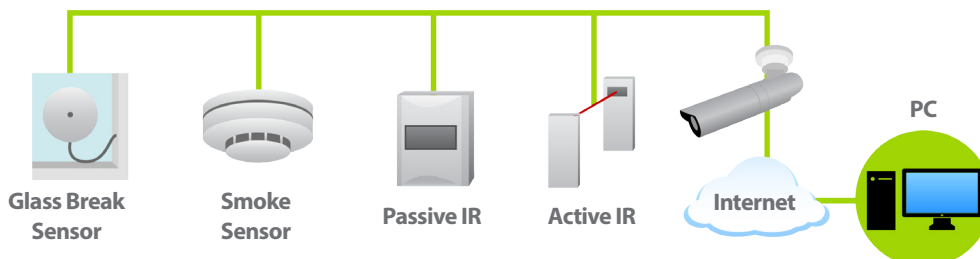 PC
Internet
Glass Break
Sensor
Smoke
Sensor
Passive IR
Active IR